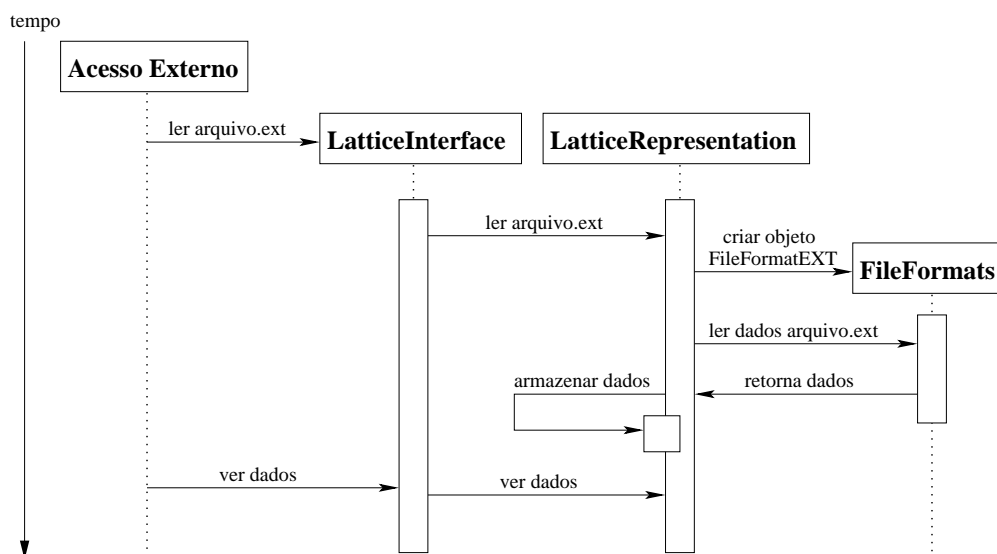 tempo
Acesso Externo
ler arquivo.ext
LatticeInterface
LatticeRepresentation
ler arquivo.ext
criar objeto
FileFormatEXT
FileFormats
ler dados arquivo.ext
armazenar dados
retorna dados
ver dados
ver dados